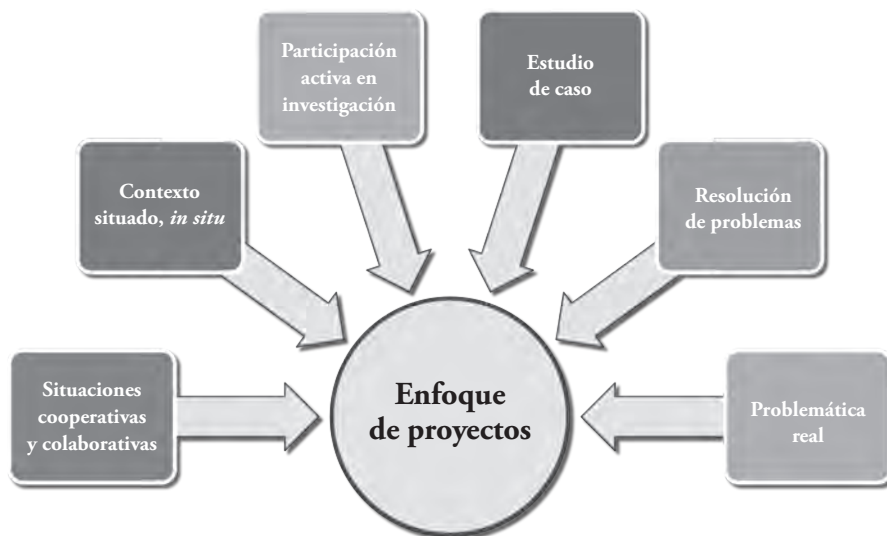 Participación
activa en
investigación
Estudio
de caso
Contexto
situado, in situ
Resolución
de problemas
Situaciones
cooperativas
y colaborativas
Enfoque
de proyectos
Problemática
real